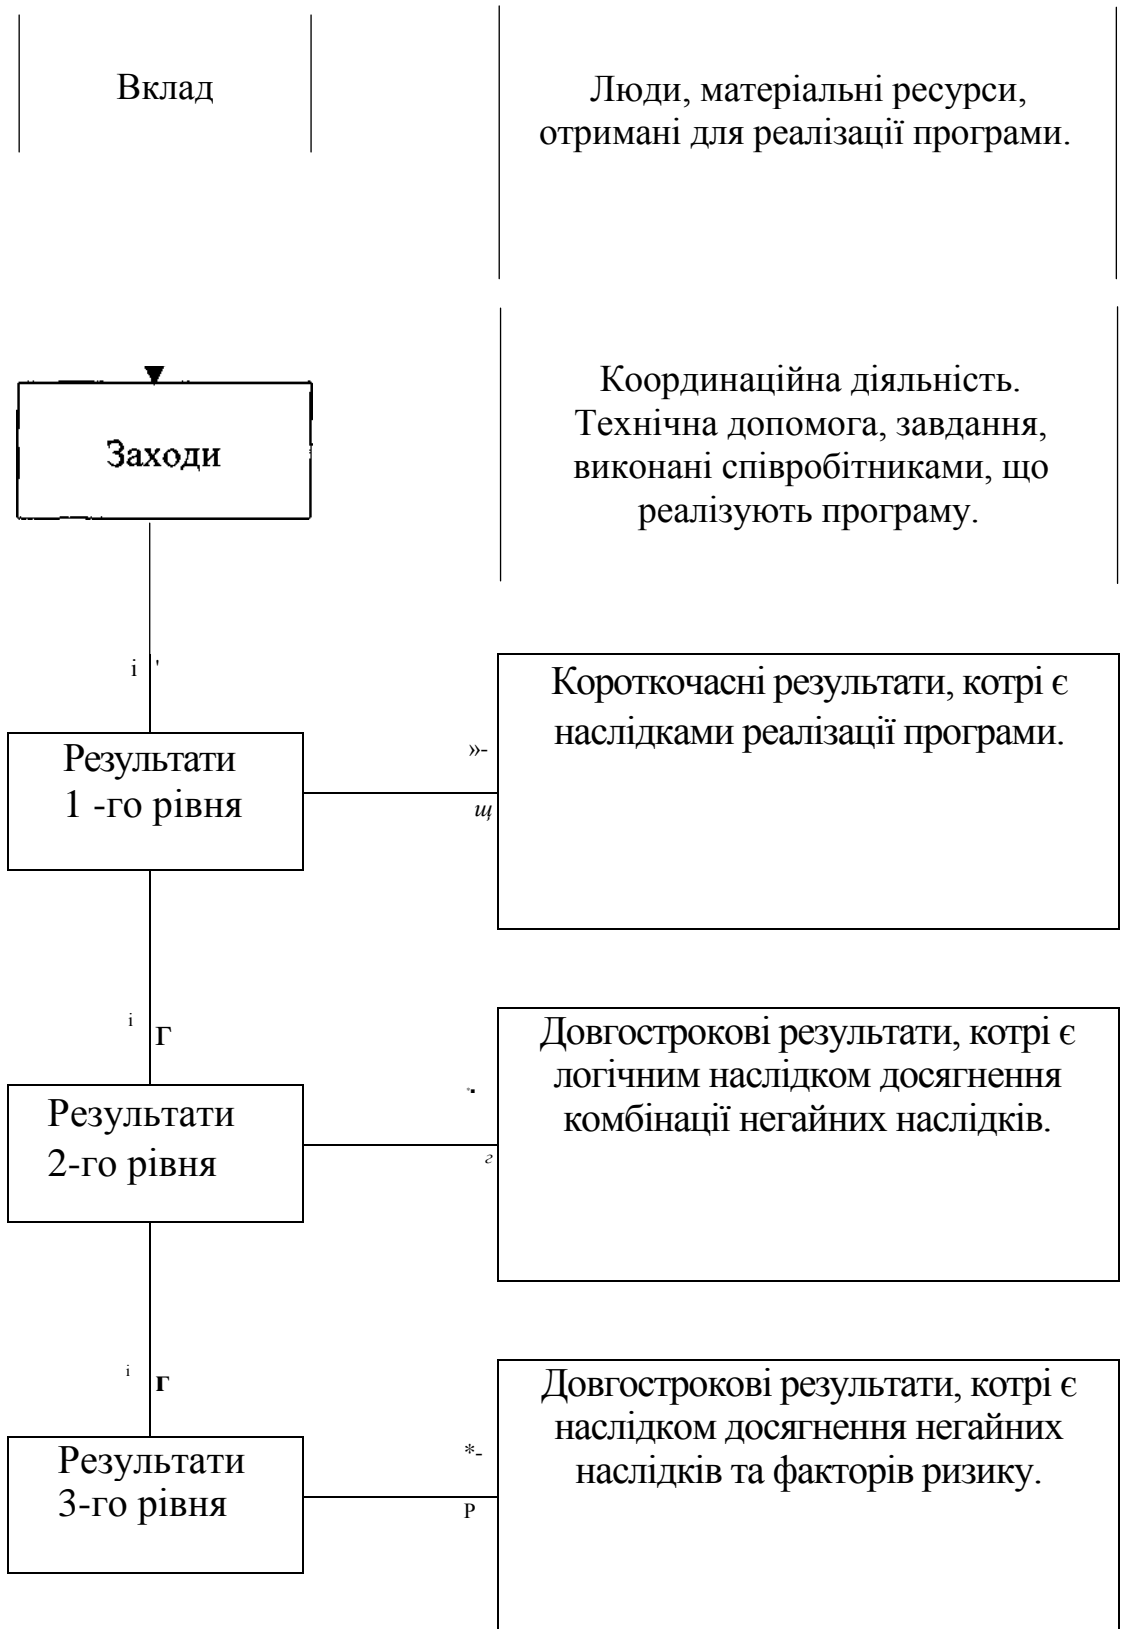 Вклад
Люди, матеріальні ресурси,
отримані для реалізації програми.
Заходи
Координаційна діяльність.
Технічна допомога, завдання,
виконані співробітниками, що
реалізують програму.
і '
Результати
1 -го рівня
»-
щ
Короткочасні результати, котрі є
наслідками реалізації програми.
і Г
Результати
2-го рівня
г
Довгострокові результати, котрі є
логічним наслідком досягнення
комбінації негайних наслідків.
і г
Результати
3-го рівня
*-
Р
Довгострокові результати, котрі є
наслідком досягнення негайних
наслідків та факторів ризику.